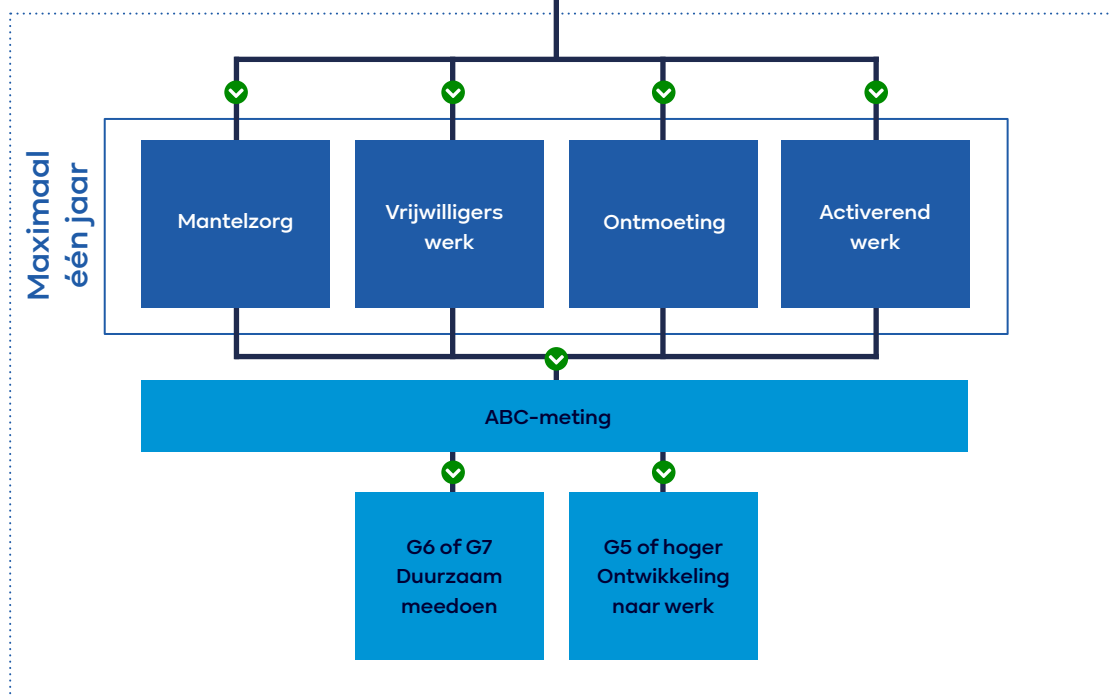 Maximaal
één jaar
Mantelzorg
Vrijwilligers
werk
Ontmoeting
Activerend
werk
ABC-meting
G6 of G7
Duurzaam
meedoen
G5 of hoger
Ontwikkeling
naar werk